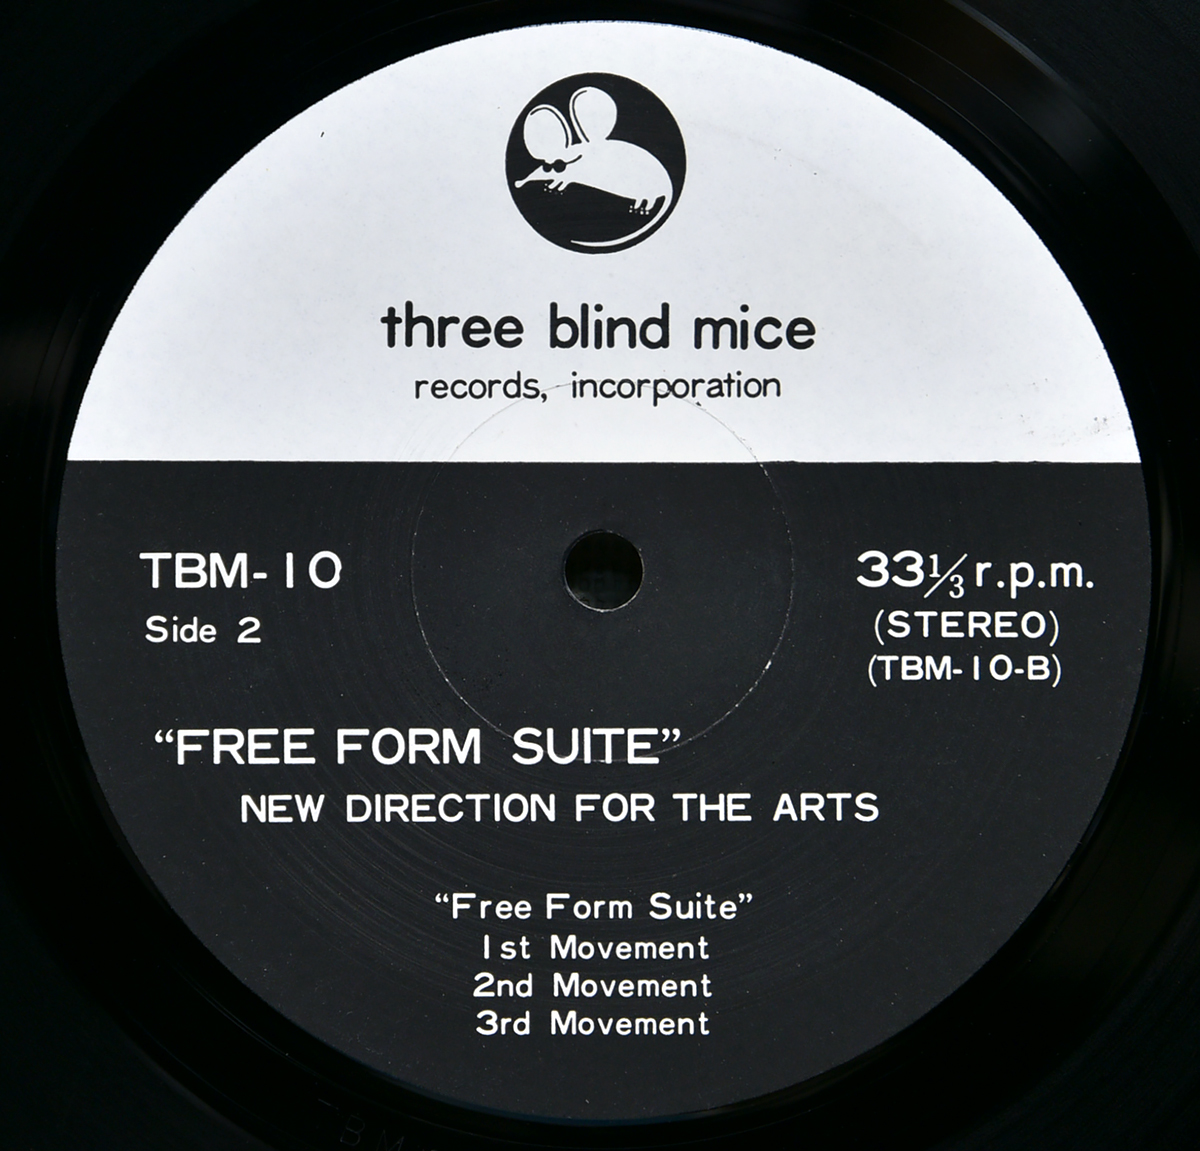 three blind mice
records, incorporation
TBM-10
33⅓ r.p.m.
Side 2
(STEREO)
(TBM-10-B)
“FREE FORM SUITE”
NEW DIRECTION FOR THE ARTS
“Free Form Suite”
1st Movement
2nd Movement
3rd Movement